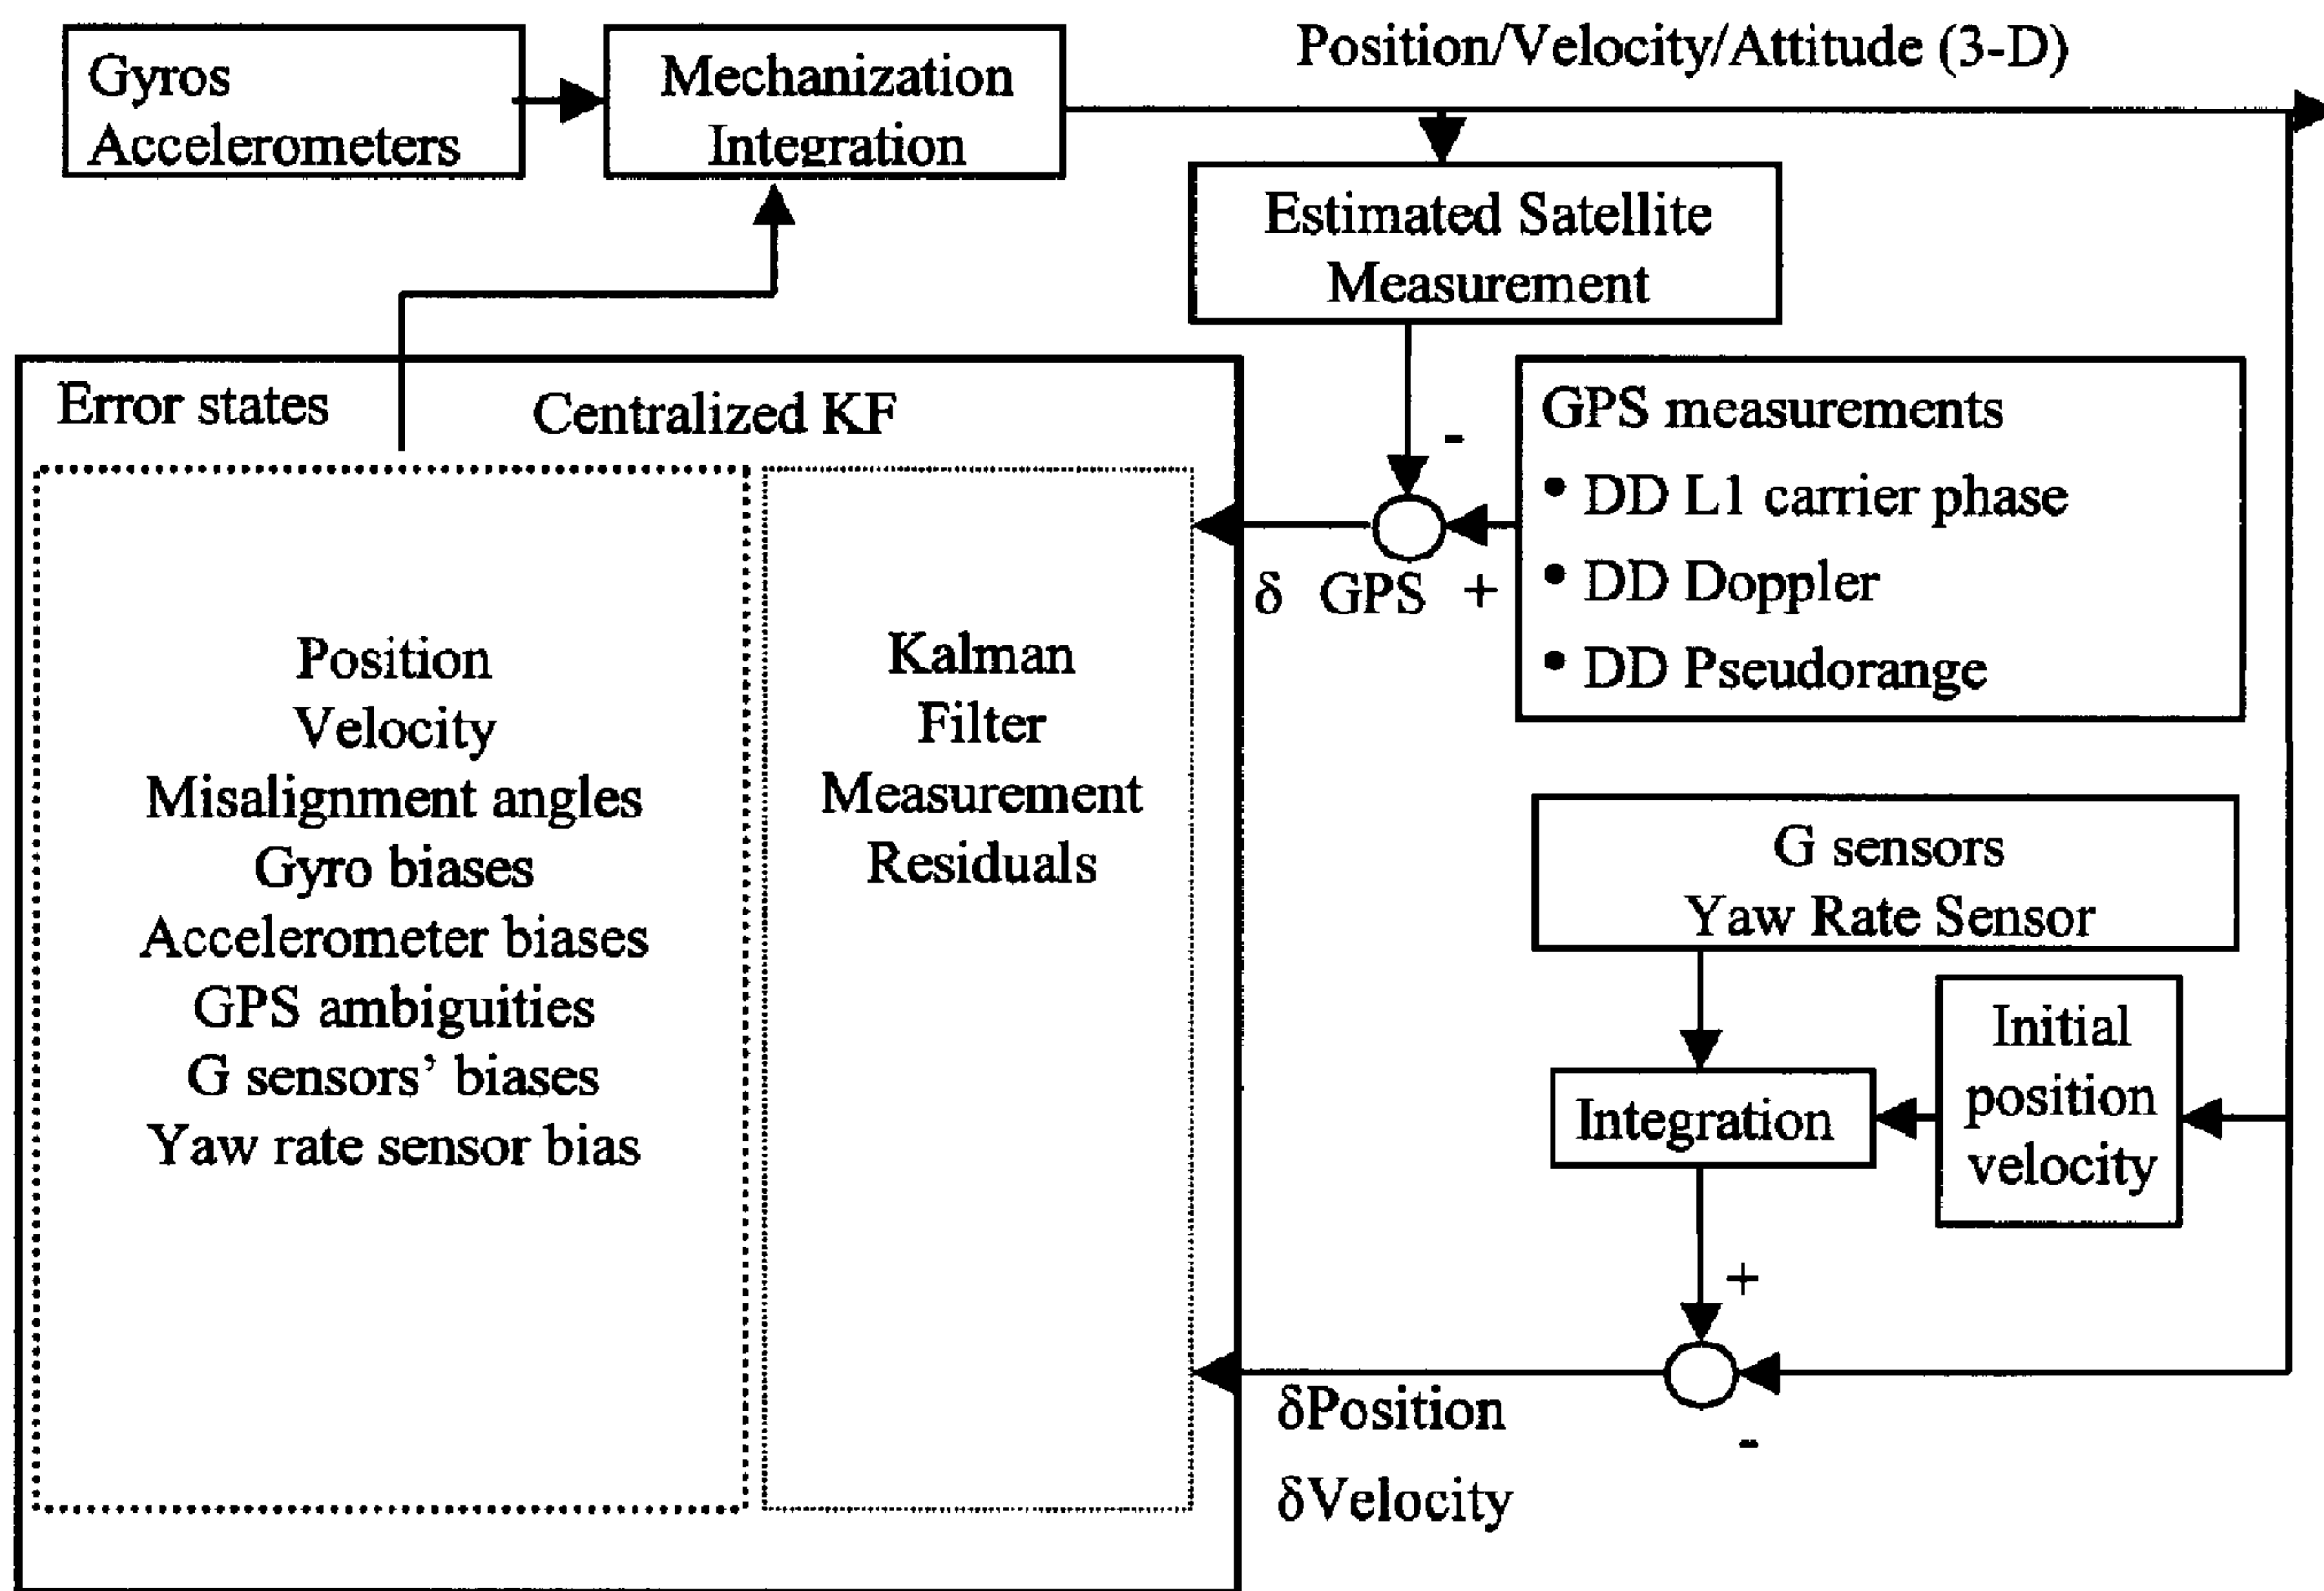 Gyros
Accelerometers
Mechanization
Integration
Position/Velocity/Attitude (3-D)
Estimated Satellite
Measurement
Error states
Centralized KF
Position
Velocity
Misalignment angles
Gyro biases
Accelerometer biases
GPS ambiguities
G sensors’ biases
Yaw rate sensor bias
Kalman
Filter
Measurement
Residuals
-
δ GPS +
GPS measurements
• DD L1 carrier phase
• DD Doppler
• DD Pseudorange
G sensors
Yaw Rate Sensor
Integration
Initial
position
velocity
+
-
δPosition
δVelocity